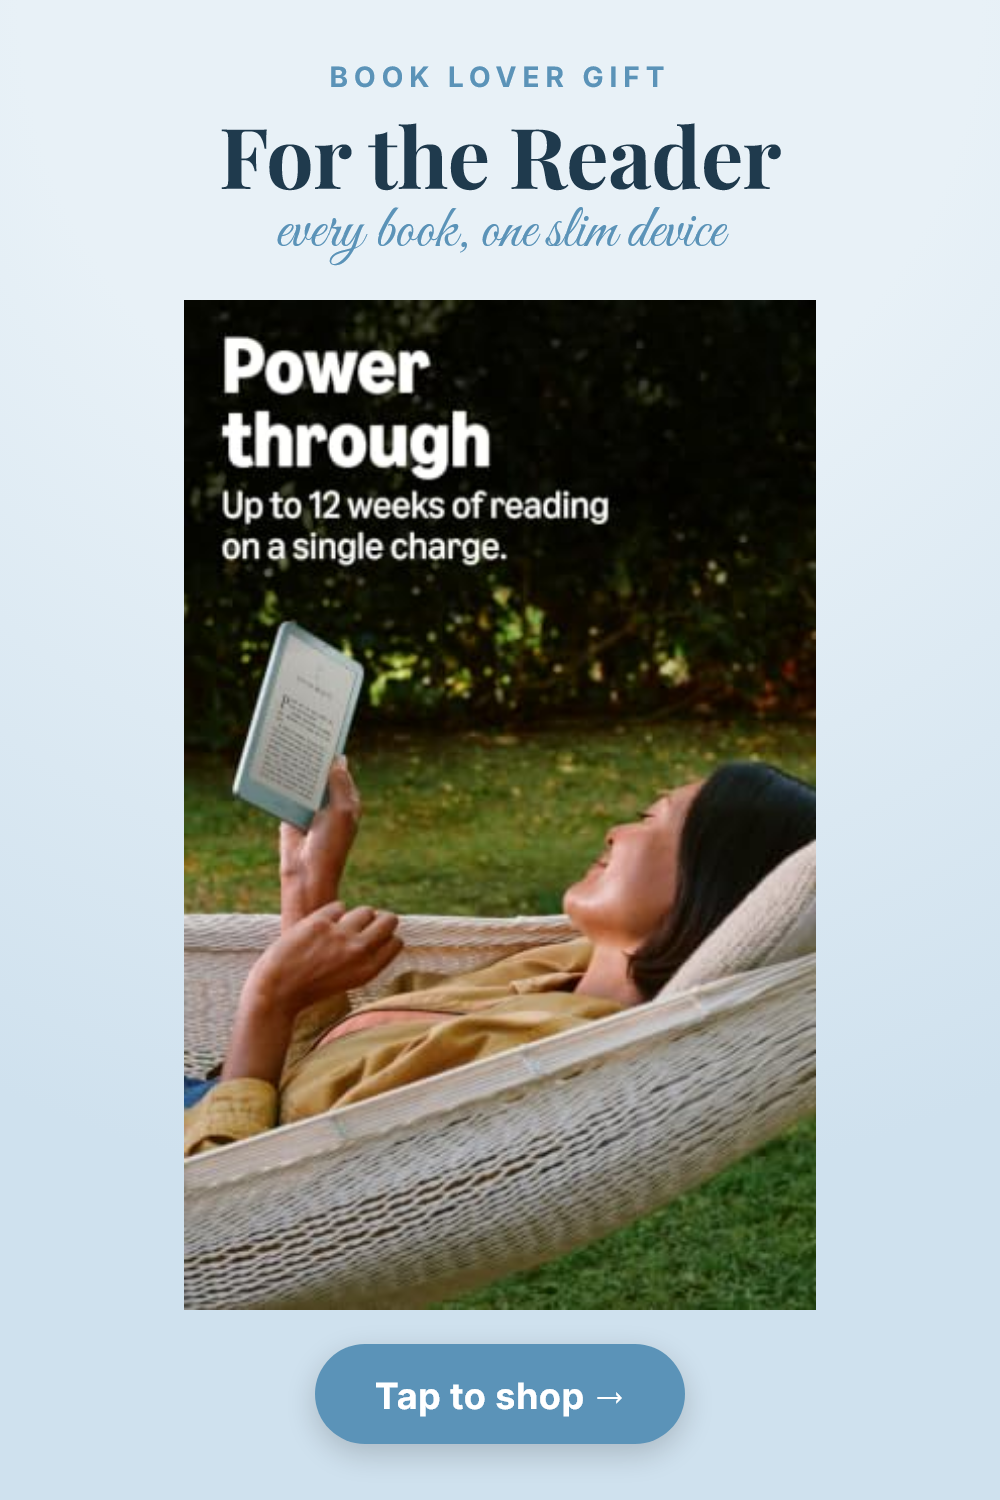 BOOK LOVER GIFT
For the Reader
every book, one slim device
Power
through
Up to 12 weeks of reading
on a single charge.
Tap to shop →